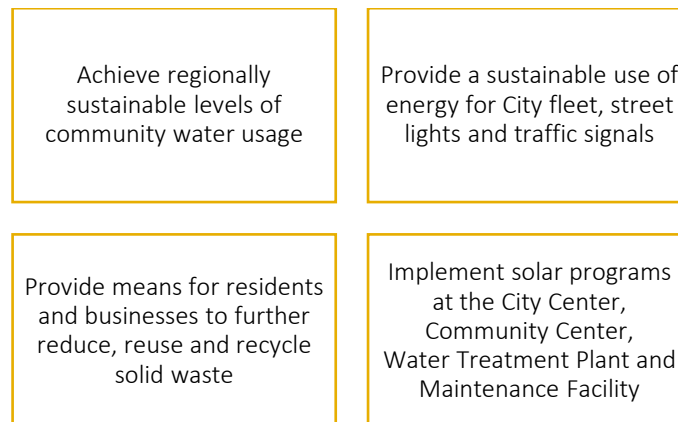 Achieve regionally
sustainable levels of
community water usage
Provide a sustainable use of
energy for City fleet, street
lights and traffic signals
Provide means for residents
and businesses to further
reduce, reuse and recycle
solid waste
Implement solar programs
at the City Center,
Community Center,
Water Treatment Plant and
Maintenance Facility